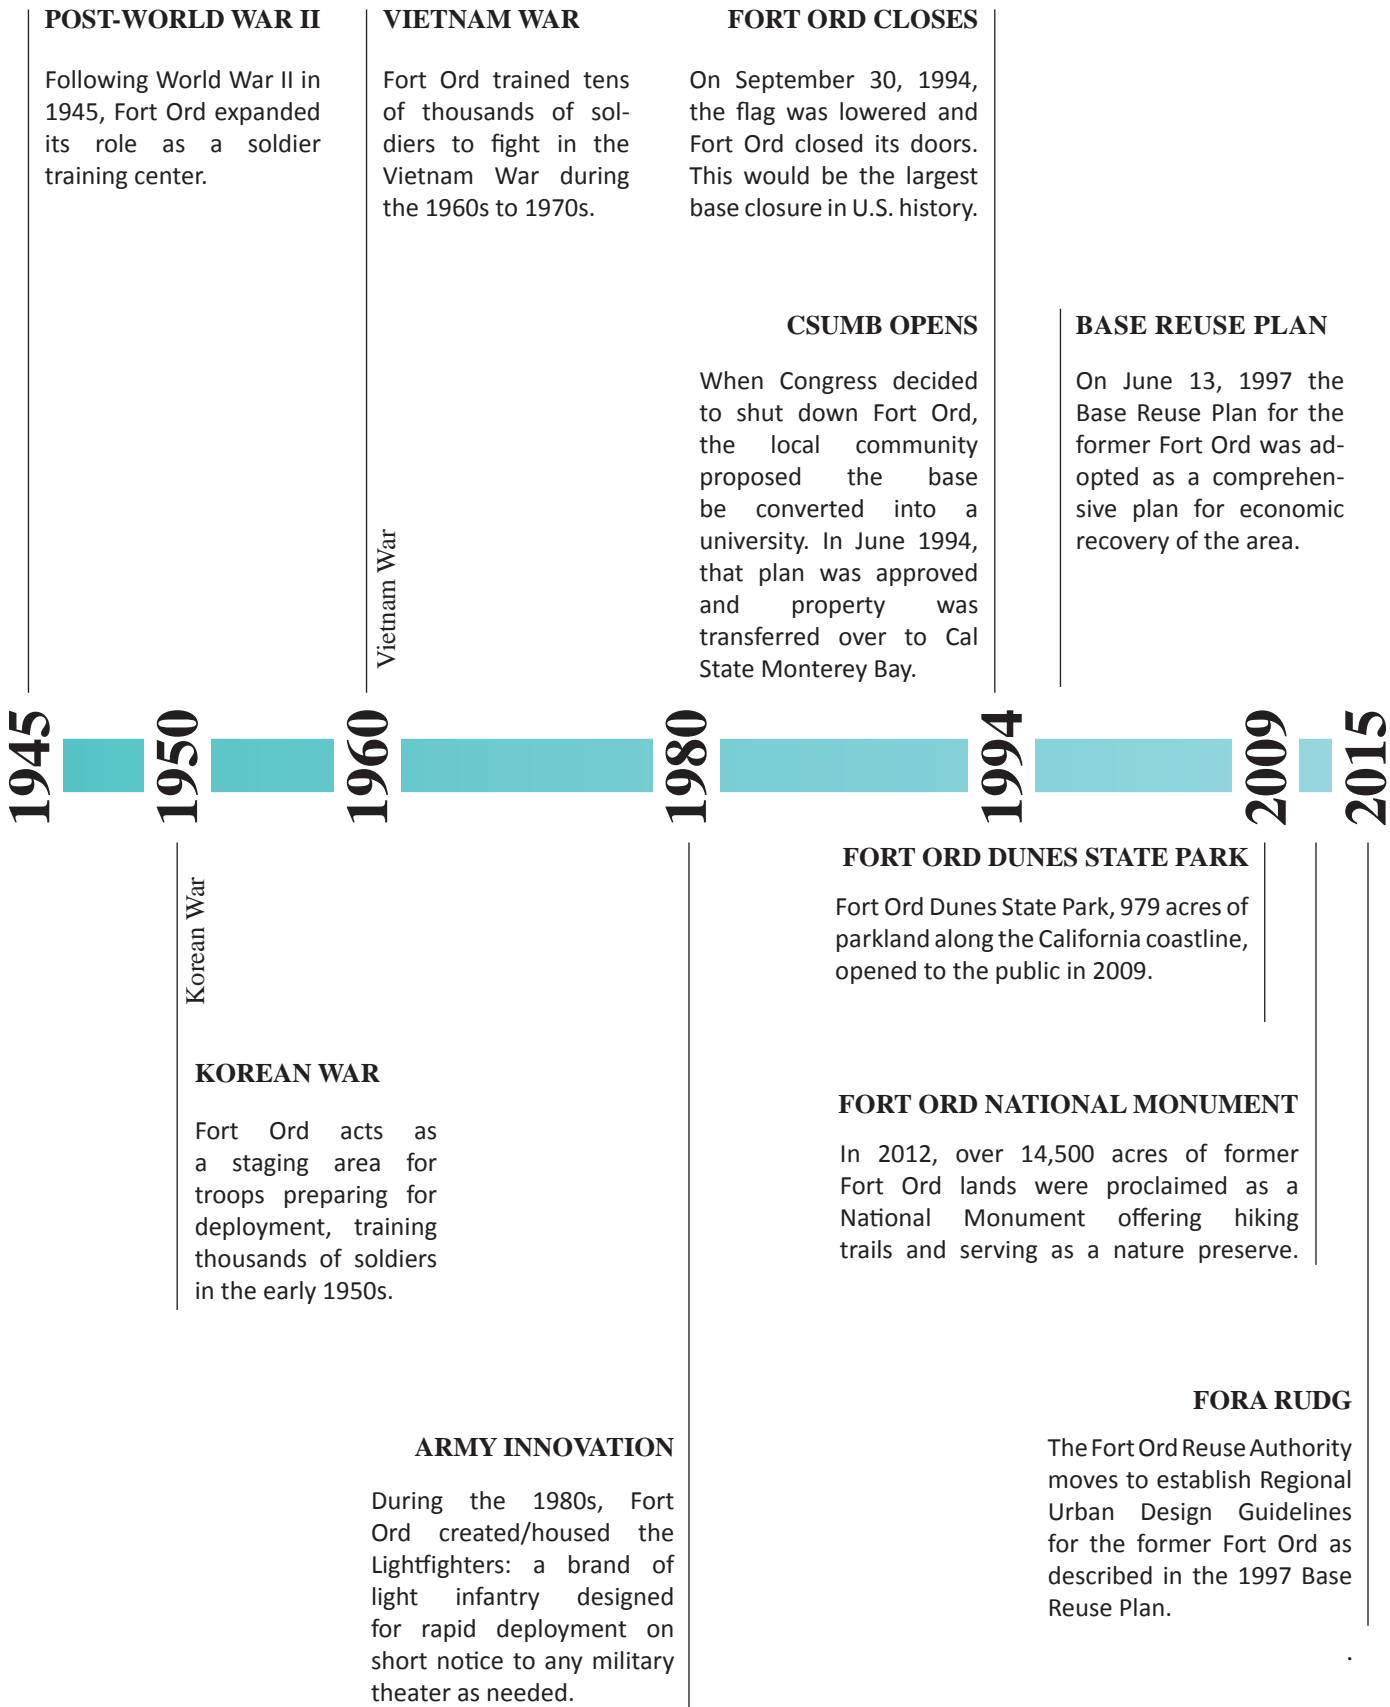 POST-WORLD WAR II
Following World War II in
1945, Fort Ord expanded
its role as a soldier
training center.
VIETNAM WAR
Fort Ord trained tens
of thousands of sol-
diers to fight in the
Vietnam War during
the 1960s to 1970s.
FORT ORD CLOSES
On September 30, 1994,
the flag was lowered and
Fort Ord closed its doors.
This would be the largest
base closure in U.S. history.
CSUMB OPENS
When Congress decided
to shut down Fort Ord,
the local community
proposed the base
be converted into a
university. In June 1994,
that plan was approved
and property was
transferred over to Cal
State Monterey Bay.
BASE REUSE PLAN
On June 13, 1997 the
Base Reuse Plan for the
former Fort Ord was ad-
opted as a comprehen-
sive plan for economic
recovery of the area.
Vietnam War
1945
1950
1960
1980
1994
2009
2015
Korean War
KOREAN WAR
Fort Ord acts as
a staging area for
troops preparing for
deployment, training
thousands of soldiers
in the early 1950s.
ARMY INNOVATION
During the 1980s, Fort
Ord created/housed the
Lightfighters: a brand of
light infantry designed
for rapid deployment on
short notice to any military
theater as needed.
FORT ORD DUNES STATE PARK
Fort Ord Dunes State Park, 979 acres of
parkland along the California coastline,
opened to the public in 2009.
FORT ORD NATIONAL MONUMENT
In 2012, over 14,500 acres of former
Fort Ord lands were proclaimed as a
National Monument offering hiking
trails and serving as a nature preserve.
FORA RUDG
The Fort Ord Reuse Authority
moves to establish Regional
Urban Design Guidelines
for the former Fort Ord as
described in the 1997 Base
Reuse Plan.
.